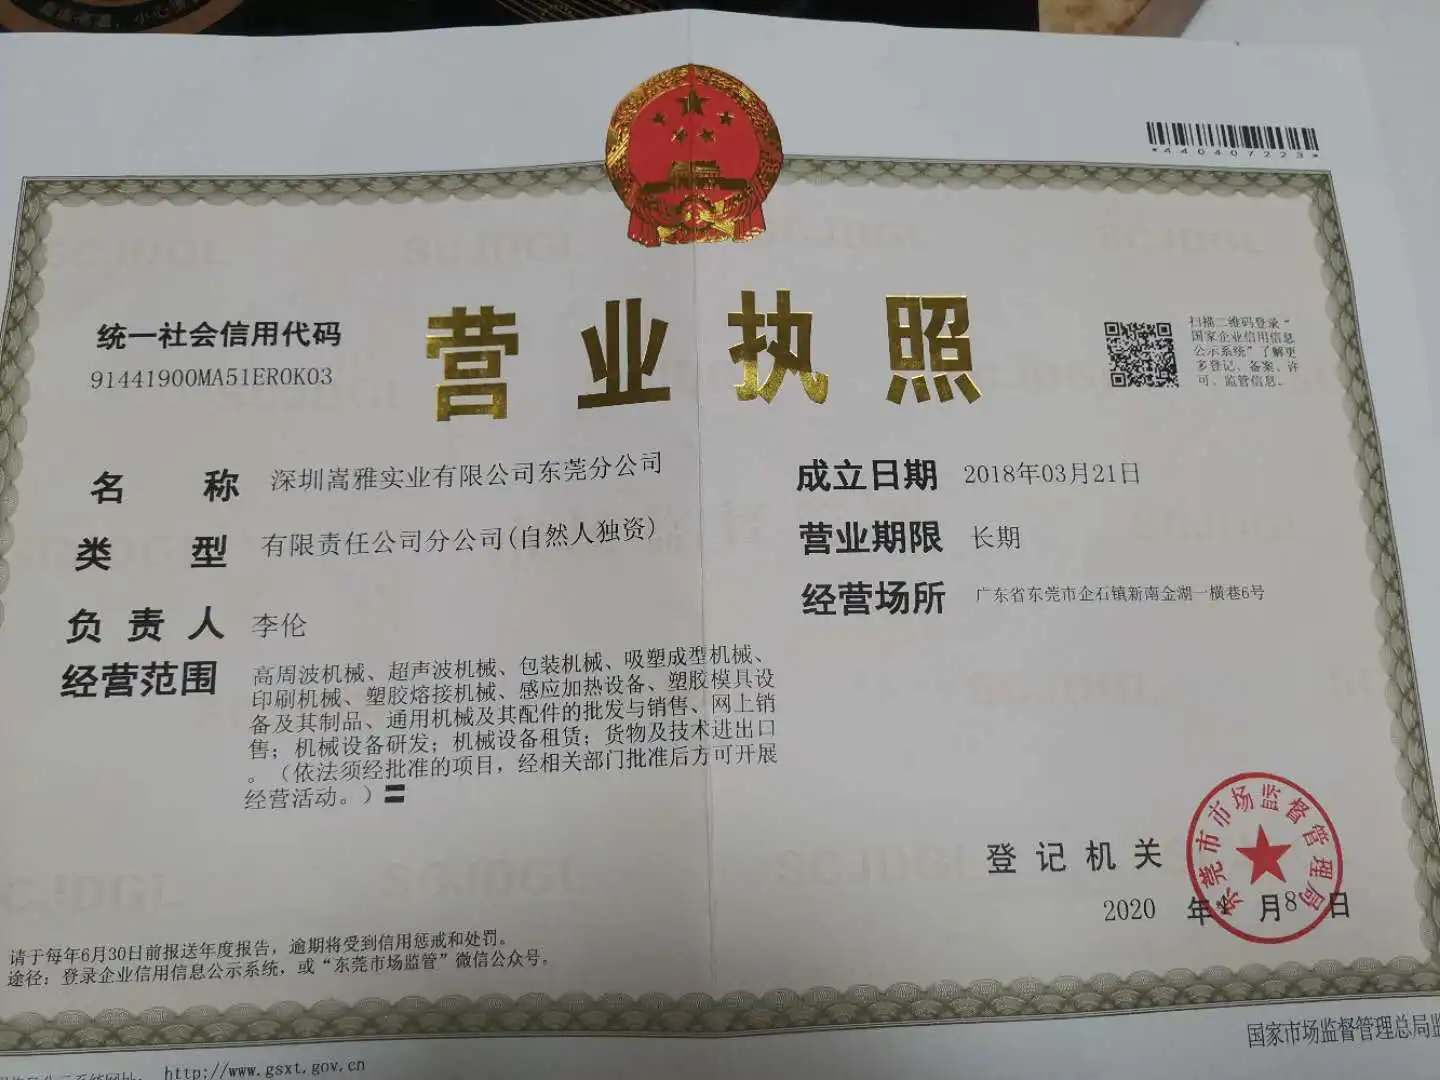 *440407223*
营业执照
统一社会信用代码
91441900MA51ER0K03
扫描二维码登录“
国家企业信用信息
公示系统”了解更
多登记、备案、许
可、监管信息。
名 称 深圳嵩雅实业有限公司东莞分公司
类 型 有限责任公司分公司(自然人独资)
负 责 人 李伦
经营范围 高周波机械、超声波机械、包装机械、吸塑成型机械、
印刷机械、塑胶熔接机械、感应加热设备、塑胶模具设
备及其制品、通用机械及其配件的批发与销售、网上销
售；机械设备研发；机械设备租赁；货物及技术进出口
。（依法须经批准的项目，经相关部门批准后方可开展
经营活动。）
成立日期 2018年03月21日
营业期限 长期
经营场所 广东省东莞市企石镇新南金湖一横巷6号
登 记 机 关
东莞市市场监督管理局
2020 年 月 8 日
请于每年6月30日前报送年度报告，逾期将受到信用惩戒和处罚。
途径：登录企业信用信息公示系统，或“东莞市场监管”微信公众号。
http://www.gsxt.gov.cn
国家市场监督管理总局监